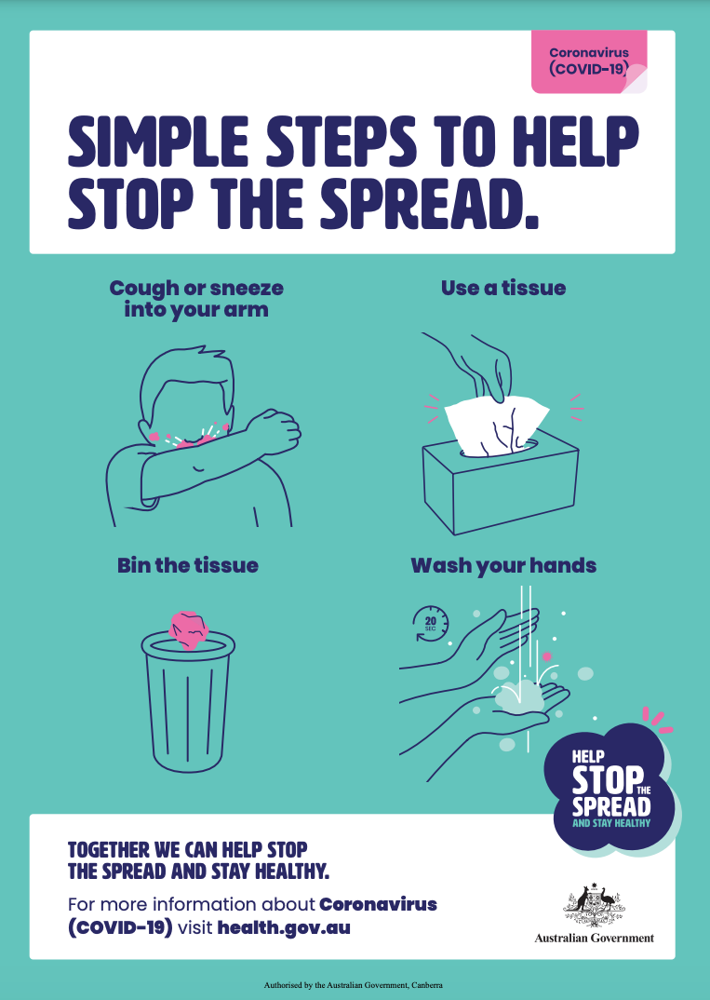 Coronavirus
(COVID-19)
SIMPLE STEPS TO HELP
STOP THE SPREAD.
Cough or sneeze
into your arm
Use a tissue
Bin the tissue
Wash your hands
20
SEC
HELP
STOP THE
SPREAD
AND STAY HEALTHY
TOGETHER WE CAN HELP STOP
THE SPREAD AND STAY HEALTHY.
For more information about Coronavirus
(COVID-19) visit health.gov.au
Australian Government
Authorised by the Australian Government, Canberra